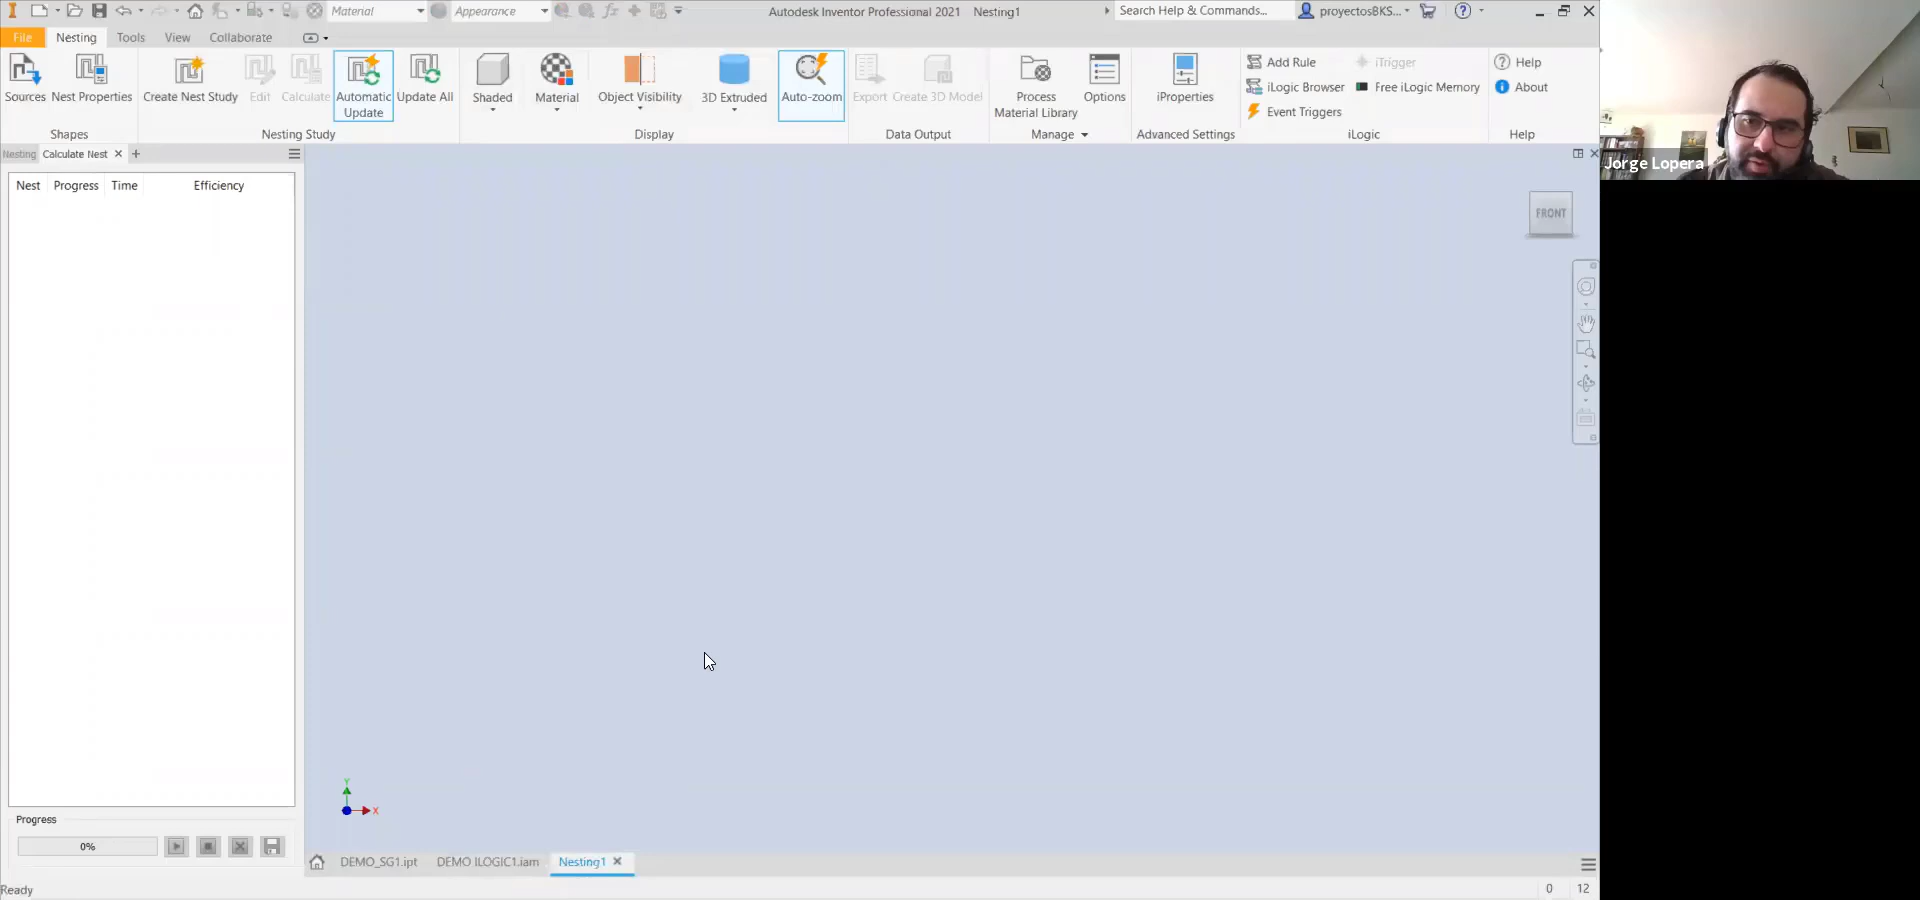 Material Appearance Autodesk Inventor Professional 2021 Nesting1 Search Help & Commands... proyectosBKS...
File Nesting Tools View Collaborate
Sources Nest Properties Create Nest Study Edit Calculate Automatic Update Update All Shaded Material Object Visibility 3D Extruded Auto-zoom Export Create 3D Model Process Material Library Options iProperties
Add Rule iTrigger Help
iLogic Browser Free iLogic Memory About
Event Triggers
Shapes Nesting Study Display Data Output Manage Advanced Settings iLogic Help
Nesting Calculate Nest
Nest Progress Time Efficiency
FRONT
Jorge Lopera
Y
X
Progress
0%
DEMO_SG1.ipt DEMO ILOGIC1.iam Nesting1
Ready 0 12